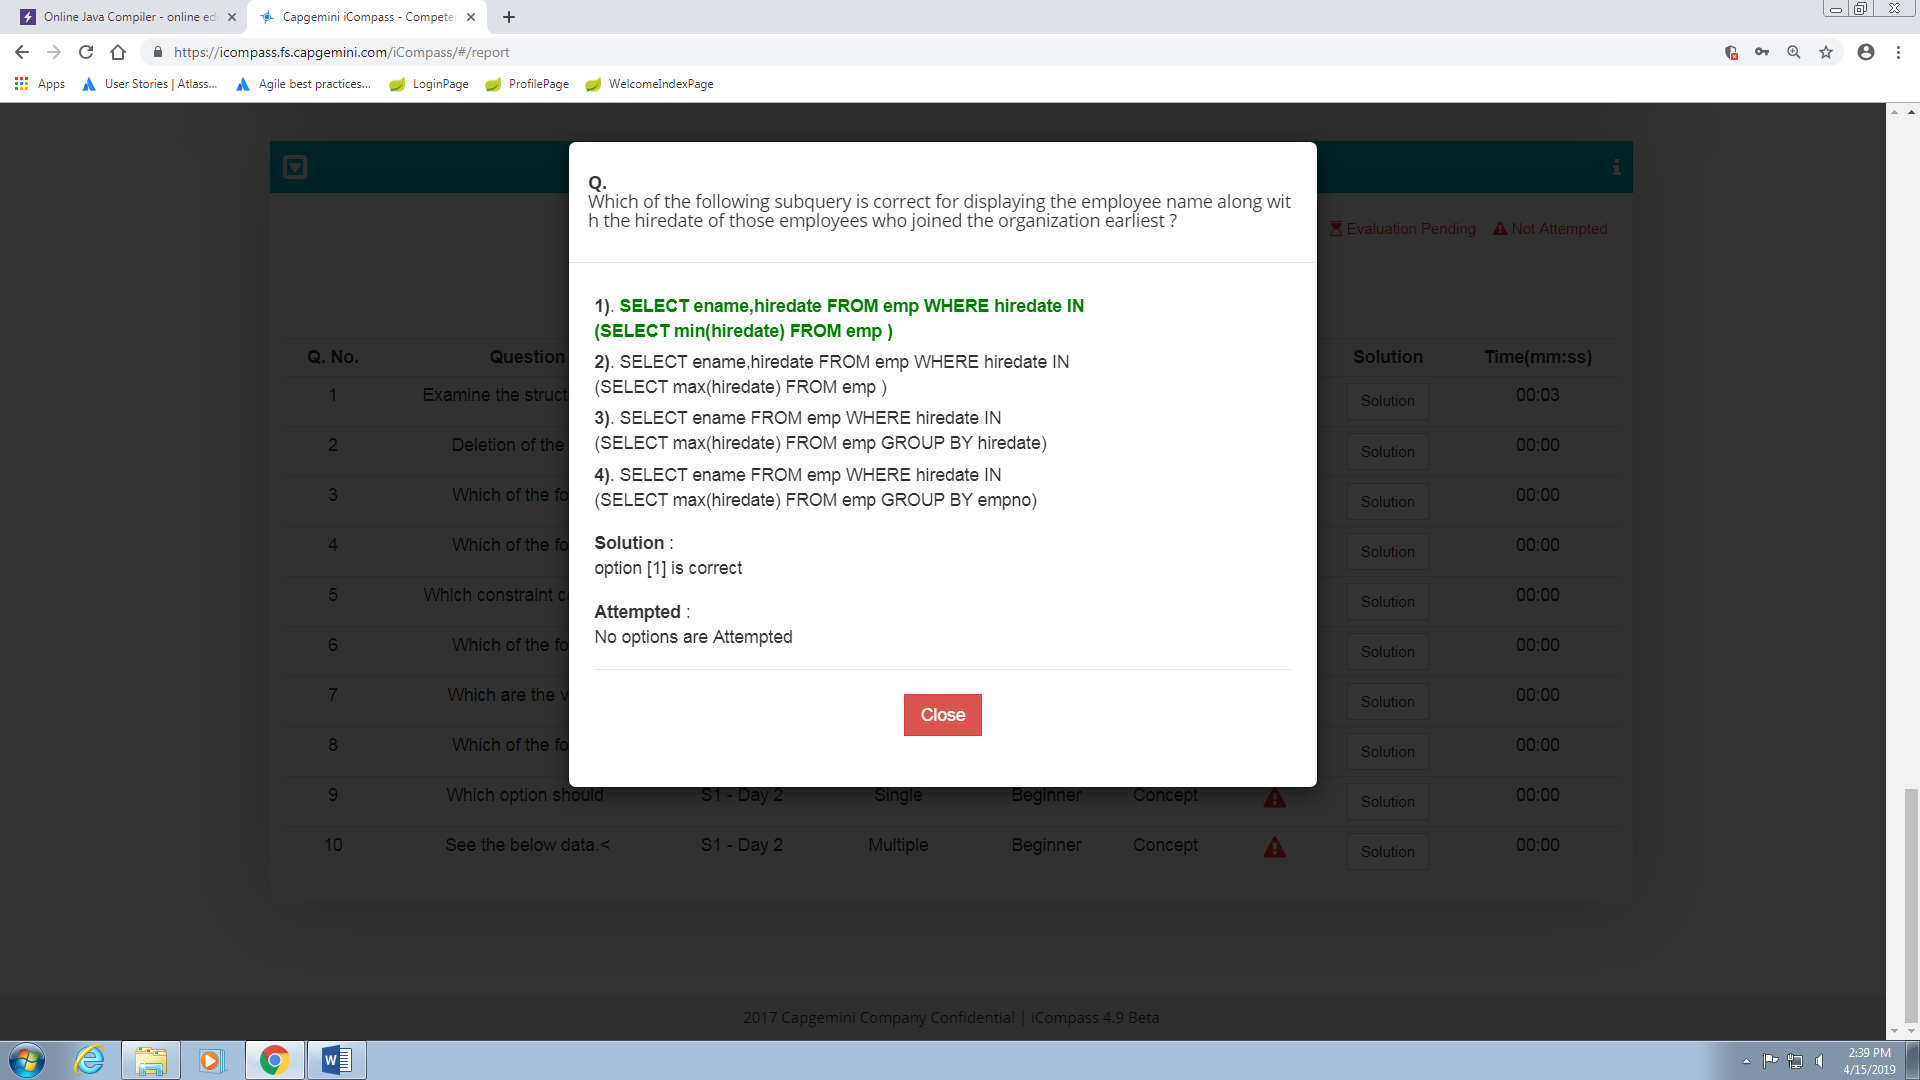 Online Java Compiler - online ed
Capgemini iCompass - Compete
https://icompass.fs.capgemini.com/iCompass/#/report
Apps
User Stories | Atlass...
Agile best practices...
LoginPage
ProfilePage
WelcomeIndexPage
Evaluation Pending
Not Attempted
Q.
Which of the following subquery is correct for displaying the employee name along wit
h the hiredate of those employees who joined the organization earliest ?
1). SELECT ename,hiredate FROM emp WHERE hiredate IN
(SELECT min(hiredate) FROM emp )
2). SELECT ename,hiredate FROM emp WHERE hiredate IN
(SELECT max(hiredate) FROM emp )
3). SELECT ename FROM emp WHERE hiredate IN
(SELECT max(hiredate) FROM emp GROUP BY hiredate)
4). SELECT ename FROM emp WHERE hiredate IN
(SELECT max(hiredate) FROM emp GROUP BY empno)
Solution :
option [1] is correct
Attempted :
No options are Attempted
Close
Q. No. Question Solution Time(mm:ss)
1 Examine the struct Solution 00:03
2 Deletion of the Solution 00:00
3 Which of the fo Solution 00:00
4 Which of the fo Solution 00:00
5 Which constraint c Solution 00:00
6 Which of the fo Solution 00:00
7 Which are the v Solution 00:00
8 Which of the fo Solution 00:00
9 Which option should S1 - Day 2 Single Beginner Concept Solution 00:00
10 See the below data.< S1 - Day 2 Multiple Beginner Concept Solution 00:00
2017 Capgemini Company Confidential | iCompass 4.9 Beta
2:39 PM
4/15/2019